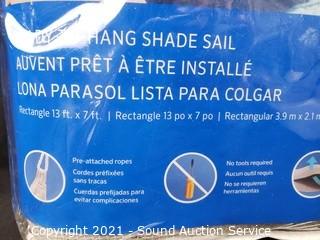 HANG SHADE SAIL
AUVENT PRÊT À ÊTRE INSTALLÉ
LONA PARASOL LISTA PARA COLGAR
Rectangle 13 ft. x 7 ft. | Rectangle 13 po x 7 po | Rectangular 3.9 m x 2.1 m
Pre-attached ropes
Cordes préfixées
sans tracas
Cuerdas prefijadas para
evitar complicaciones
No tools required
Aucun outil requis
No se requieren
herramientas
Copyright 2021 - Sound Auction Service